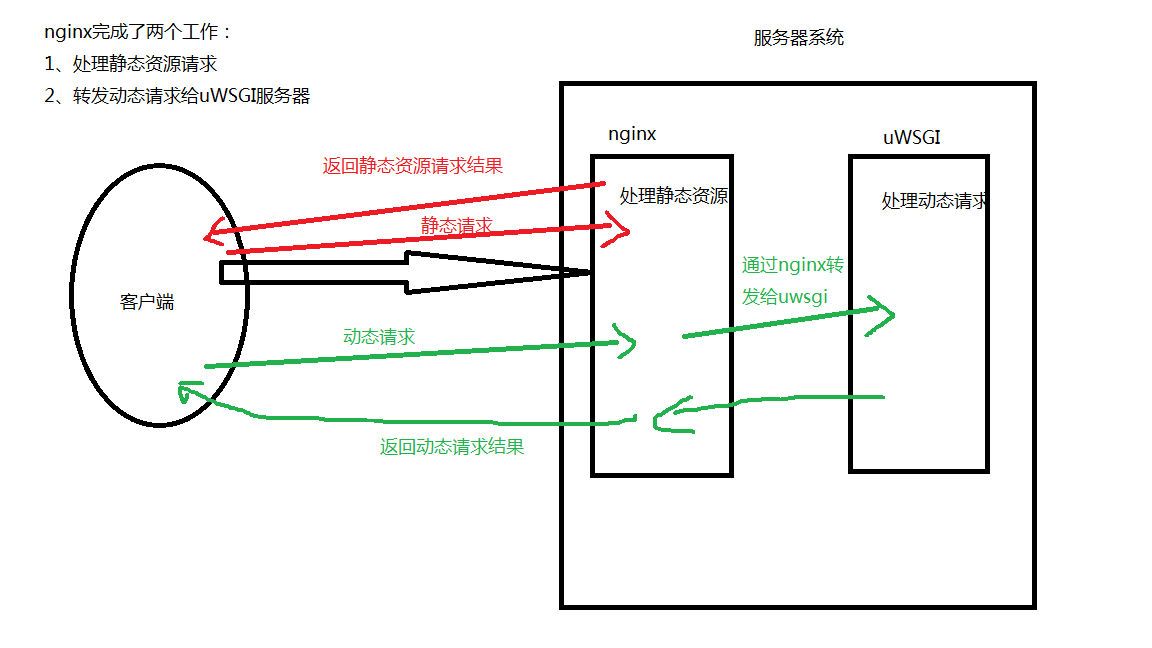 nginx完成了两个工作：
1、处理静态资源请求
2、转发动态请求给uWSGI服务器
服务器系统
nginx
uWSGI
返回静态资源请求结果
处理静态资源
处理动态请求
静态请求
通过nginx转
发给uwsgi
客户端
动态请求
返回动态请求结果